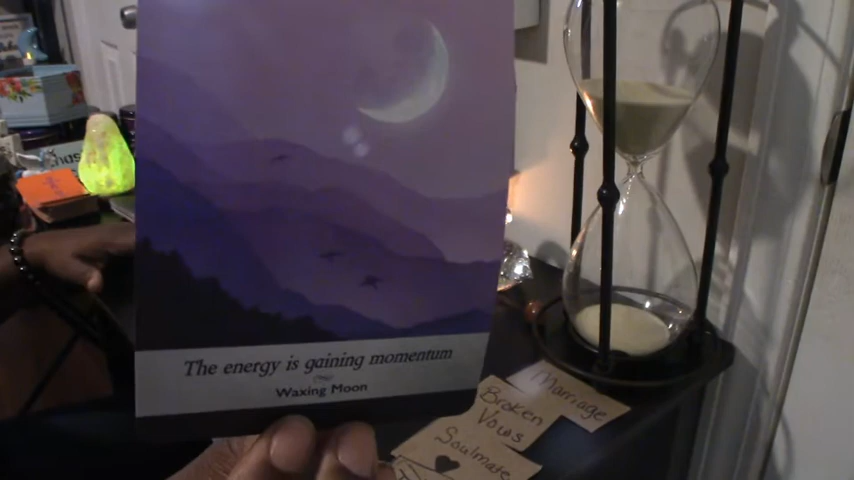 The energy is gaining momentum
Waxing Moon
Marriage
Broken
Vows
Soulmate